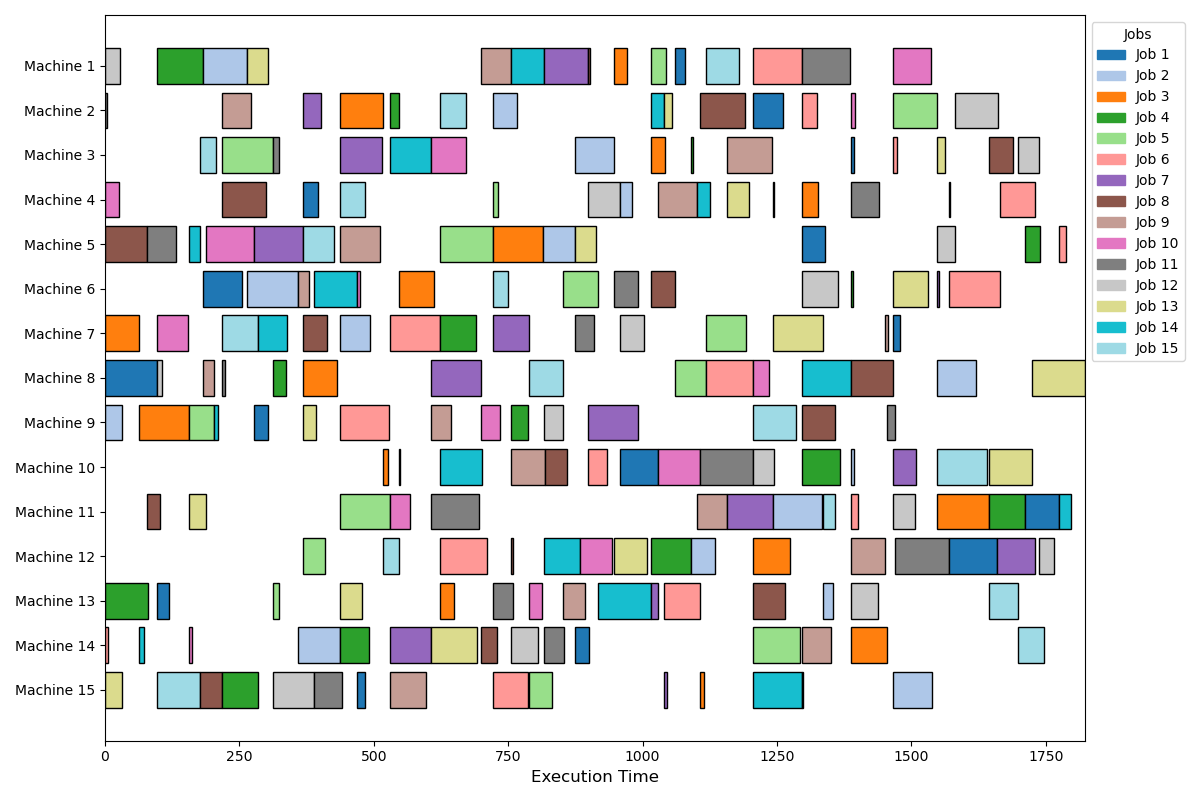 Machine 1
Machine 2
Machine 3
Machine 4
Machine 5
Machine 6
Machine 7
Machine 8
Machine 9
Machine 10
Machine 11
Machine 12
Machine 13
Machine 14
Machine 15
0 250 500 750 1000 1250 1500 1750
Execution Time
Jobs
Job 1
Job 2
Job 3
Job 4
Job 5
Job 6
Job 7
Job 8
Job 9
Job 10
Job 11
Job 12
Job 13
Job 14
Job 15